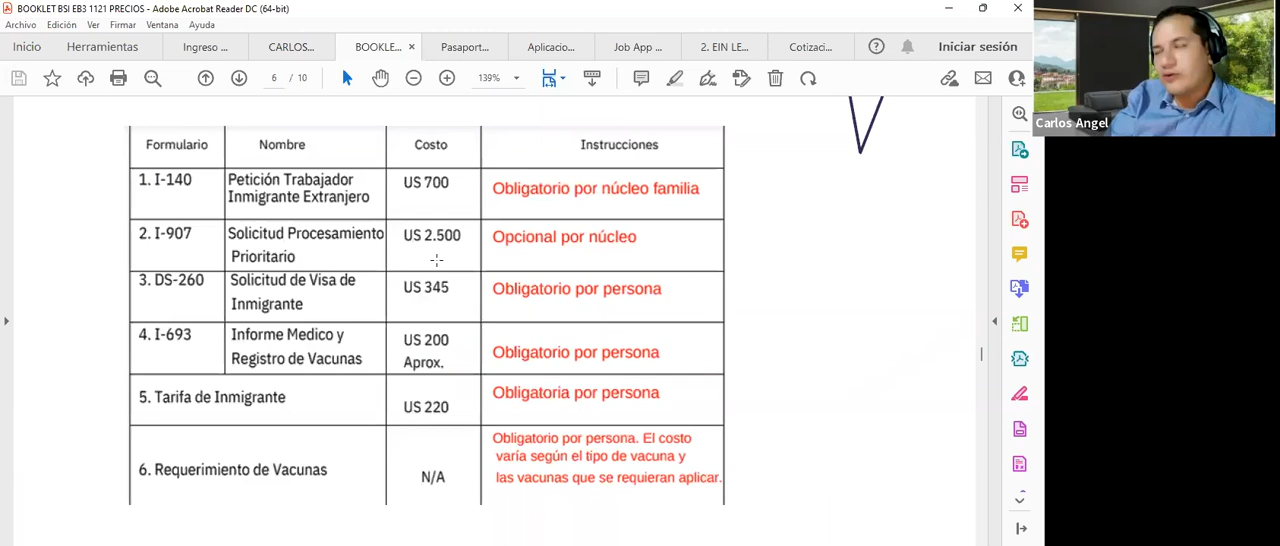 BOOKLET BSI EB3 1121 PRECIOS - Adobe Acrobat Reader DC (64-bit)
Archivo Edición Ver Firmar Ventana Ayuda
Inicio Herramientas Ingreso ... CARLOS... BOOKLE... × Pasaport... Aplicacio... Job App ... 2. EIN LE... Cotizaci... Iniciar sesión
6 / 10 139%
Carlos Angel
Formulario Nombre Costo Instrucciones
1. I-140 Petición Trabajador Inmigrante Extranjero US 700 Obligatorio por núcleo familia
2. I-907 Solicitud Procesamiento Prioritario US 2.500 Opcional por núcleo
3. DS-260 Solicitud de Visa de Inmigrante US 345 Obligatorio por persona
4. I-693 Informe Medico y Registro de Vacunas US 200 Aprox. Obligatorio por persona
5. Tarifa de Inmigrante US 220 Obligatoria por persona
6. Requerimiento de Vacunas N/A Obligatorio por persona. El costo
varía según el tipo de vacuna y
las vacunas que se requieran aplicar.